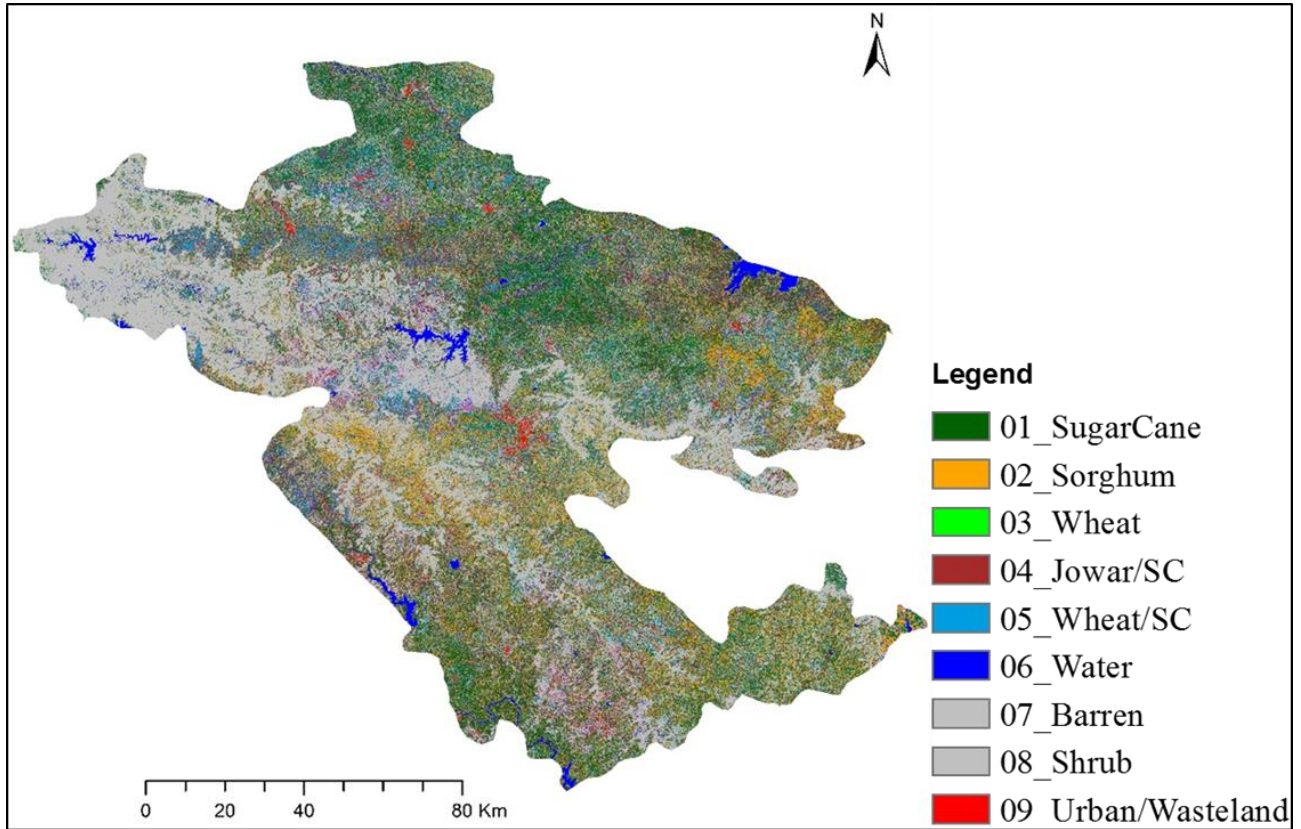 N
Legend
01_SugarCane
02_Sorghum
03_Wheat
04_Jowar/SC
05_Wheat/SC
06_Water
07_Barren
08_Shrub
09_Urban/Wasteland
0 20 40 80 Km